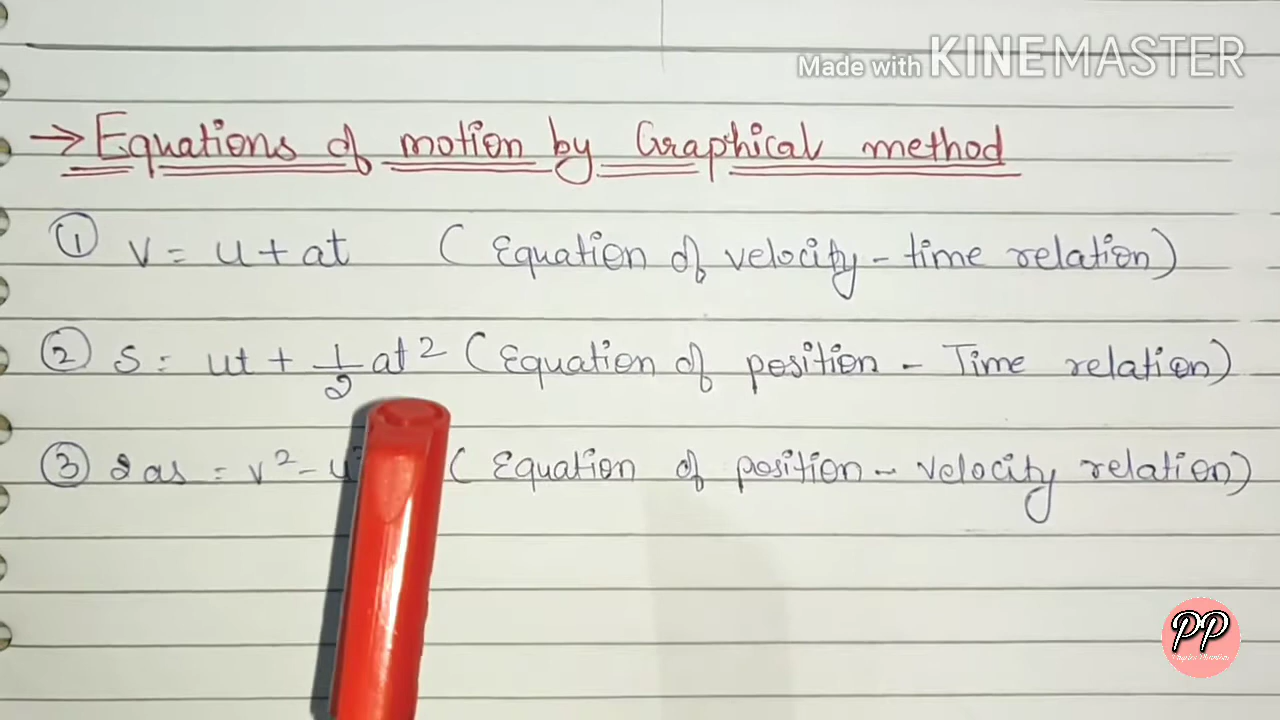 Made with KINEMASTER
→ Equations of motion by Graphical method
① v = u + at ( Equation of velocity - time relation)
② s = ut + 1/2 at² (Equation of position - Time relation)
③ 2as = v² - u² ( Equation of position - velocity relation)
PP